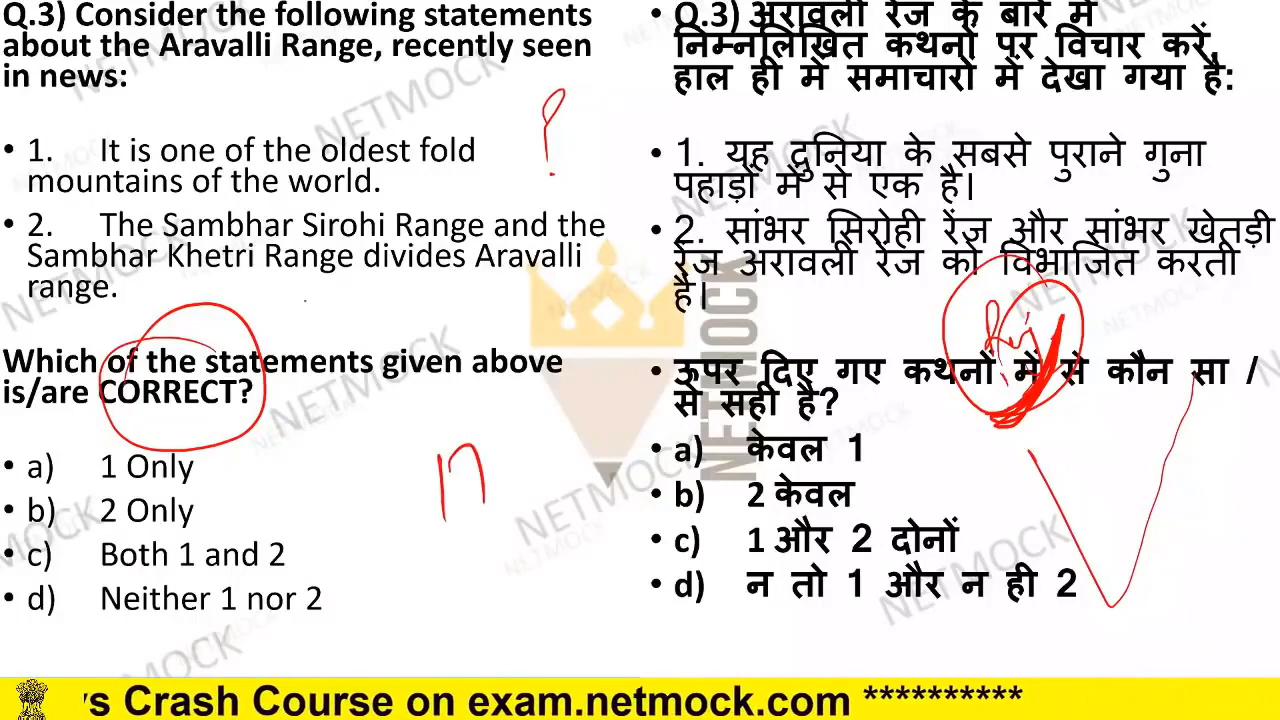 Q.3) Consider the following statements
about the Aravalli Range, recently seen
in news:
• 1. It is one of the oldest fold
mountains of the world.
• 2. The Sambhar Sirohi Range and the
Sambhar Khetri Range divides Aravalli
range.
Which of the statements given above
is/are CORRECT?
• a) 1 Only
• b) 2 Only
• c) Both 1 and 2
• d) Neither 1 nor 2
• Q.3) अरावली रेंज के बारे में
निम्नलिखित कथनों पर विचार करें,
हाल ही में समाचारों में देखा गया है:
• 1. यह दुनिया के सबसे पुराने गुना
पहाड़ों में से एक है।
• 2. सांभर सिरोही रेंज और सांभर खेतड़ी
रेंज अरावली रेंज को विभाजित करती
है।
• ऊपर दिए गए कथनों में से कौन सा /
से सही है?
• a) केवल 1
• b) 2 केवल
• c) 1 और 2 दोनों
• d) न तो 1 और न ही 2
NETMOCK
ys Crash Course on exam.netmock.com **********